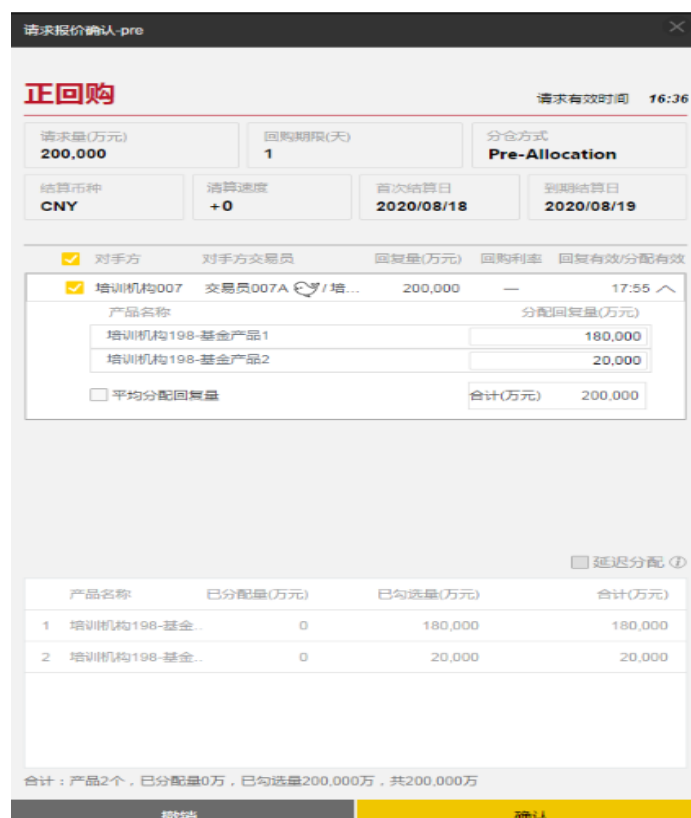 请求报价确认-pre
正回购
请求有效时间 16:36
请求量(万元) 回购期限(天) 分仓方式
200,000 1 Pre-Allocation
结算币种 清算速度 首次结算日 到期结算日
CNY +0 2020/08/18 2020/08/19
对手方 对手方交易员 回复量(万元) 回购利率 回复有效/分配有效
培训机构007 交易员007A / 培... 200,000 — 17:55
产品名称 分配回复量(万元)
培训机构198-基金产品1 180,000
培训机构198-基金产品2 20,000
平均分配回复量 合计(万元) 200,000
延迟分配
产品名称 已分配量(万元) 已勾选量(万元) 合计(万元)
1 培训机构198-基金.. 0 180,000 180,000
2 培训机构198-基金.. 0 20,000 20,000
合计：产品2个，已分配量0万，已勾选量200,000万，共200,000万
撤销 确认